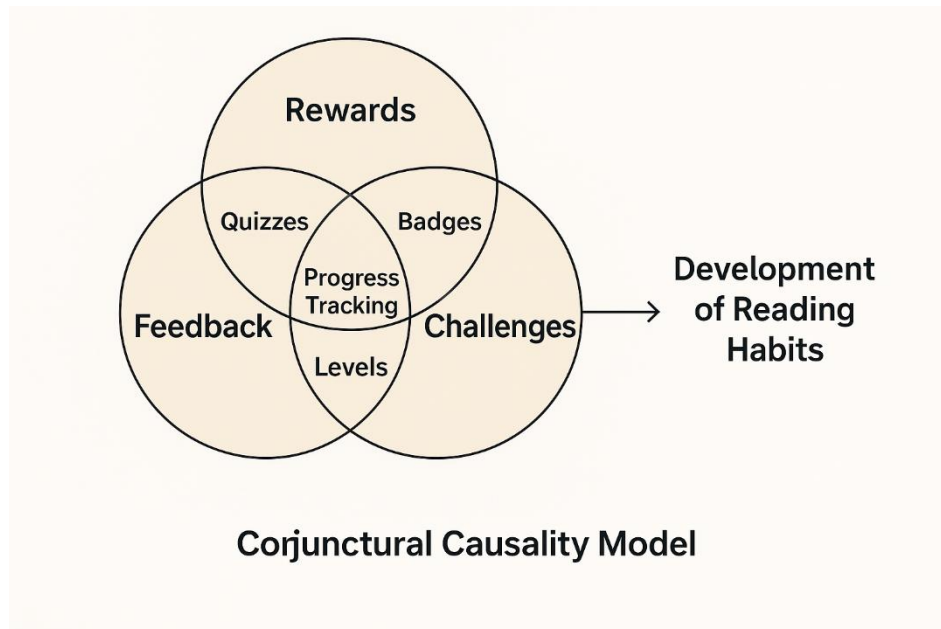 Rewards
Quizzes
Badges
Progress
Tracking
Feedback
Challenges
Levels
Development
of Reading
Habits
Corjunctural Causality Model